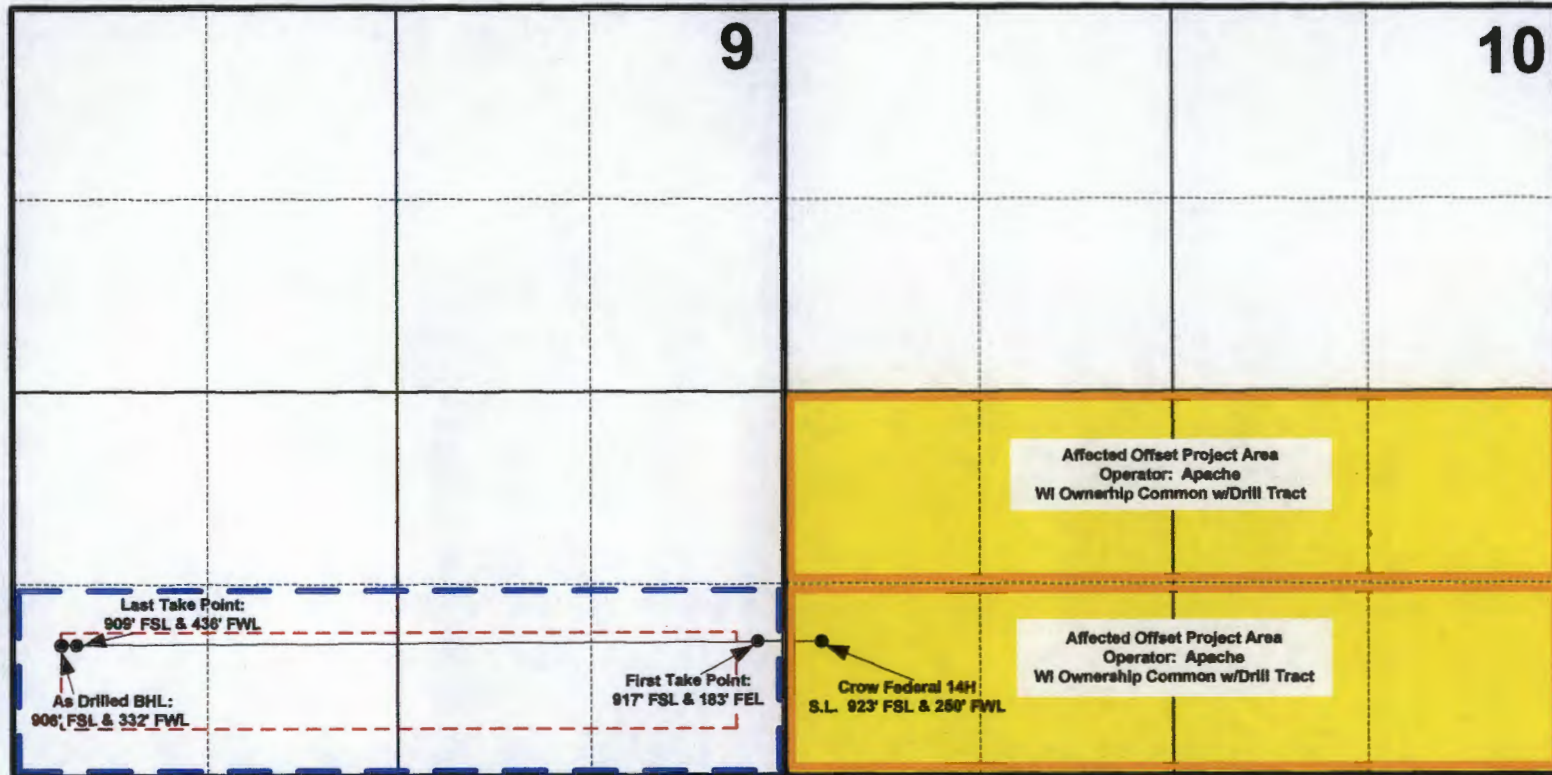 9
10
Affected Offset Project Area
Operator: Apache
WI Ownerhip Common w/Drill Tract
Last Take Point:
909' FSL & 436' FWL
As Drilled BHL:
906' FSL & 332' FWL
First Take Point:
917' FSL & 183' FEL
Crow Federal 14H
S.L. 923' FSL & 250' FWL
Affected Offset Project Area
Operator: Apache
WI Ownership Common w/Drill Tract